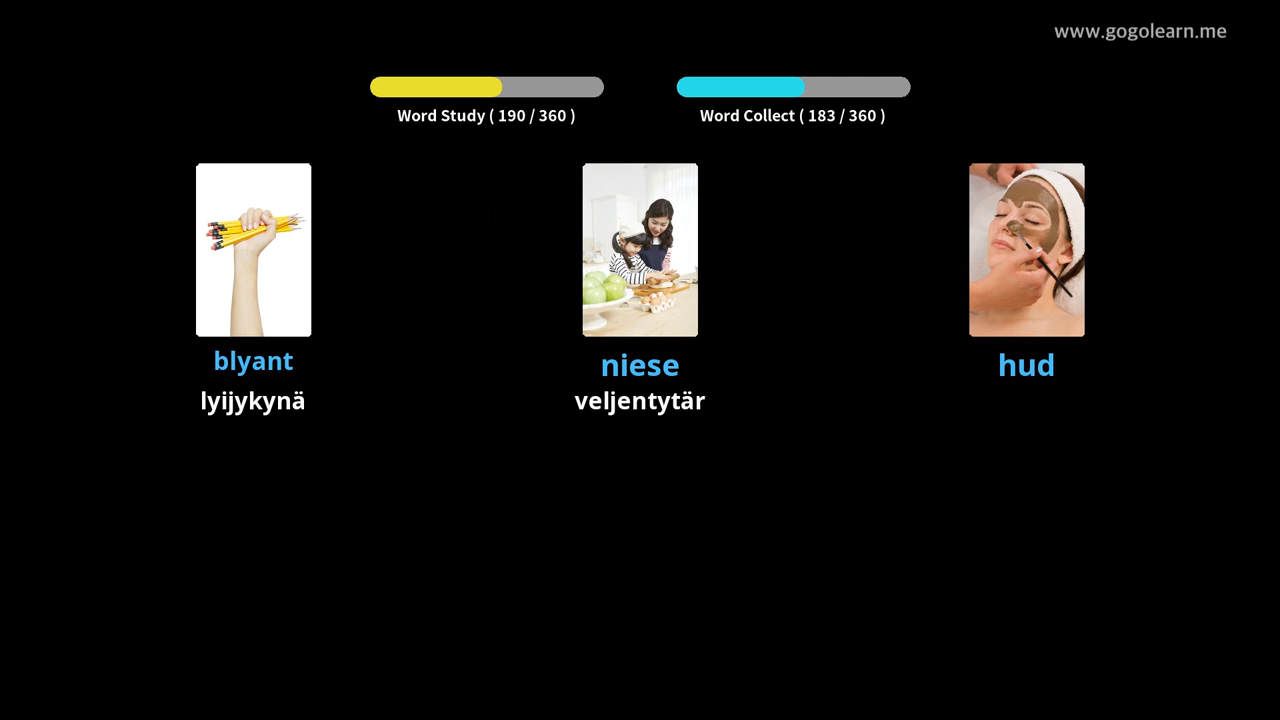 www.gogolearn.me
Word Study ( 190 / 360 )
Word Collect ( 183 / 360 )
blyant
niese
hud
lyijykynä
veljentytär